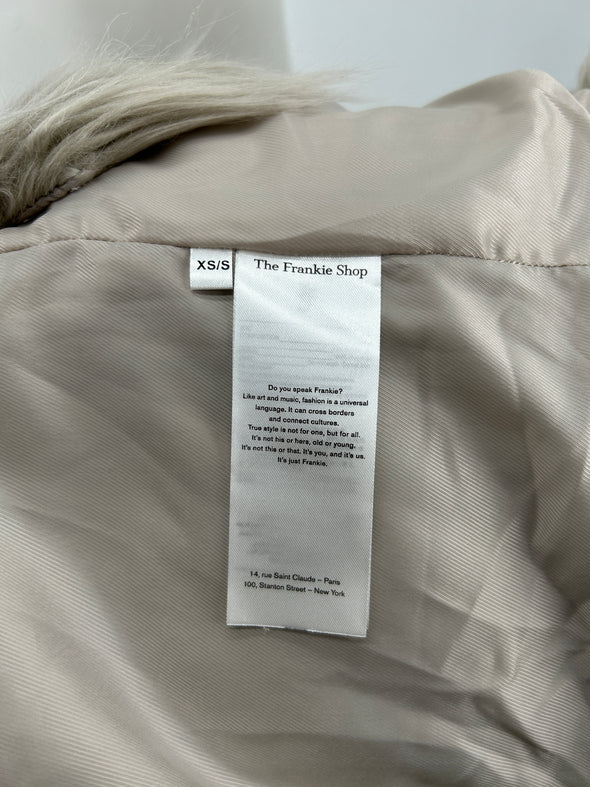 XS/S
The Frankie Shop
Do you speak Frankie?
Like art and music, fashion is a universal
language. It can cross borders
and connect cultures.
True style is not for one, but for all.
It's not his or hers, old or young.
It's not this or that. It's you, and it's us.
It's just Frankie.
14, rue Saint Claude – Paris
100, Stanton Street – New York